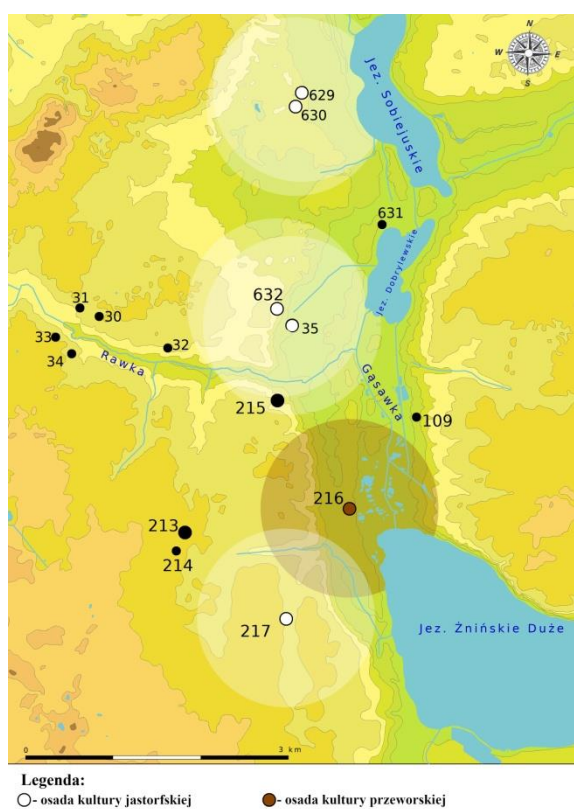 N
W
E
S
Jez. Sobiejuskie
629
630
631
Jez. Dobrylewskie
632
35
31
30
33
34
32
Rawka
Gąsawka
215
109
216
213
214
217
Jez. Żnińskie Duże
0 3 km
Legenda:
- osada kultury jastorfskiej - osada kultury przeworskiej